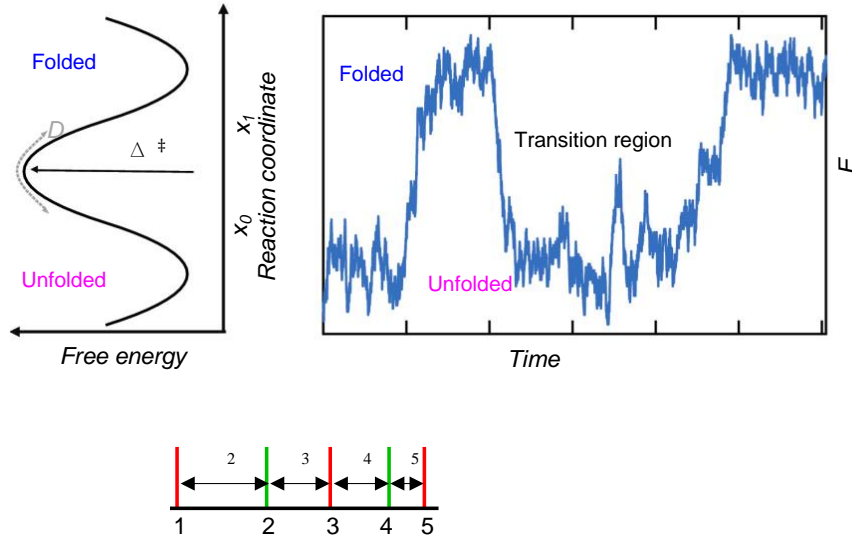 Folded
D
Δ ‡
Unfolded
x₀ x₁
Reaction coordinate
Free energy
Folded
Transition region
Unfolded
E
Time
2 3 4 5
1 2 3 4 5